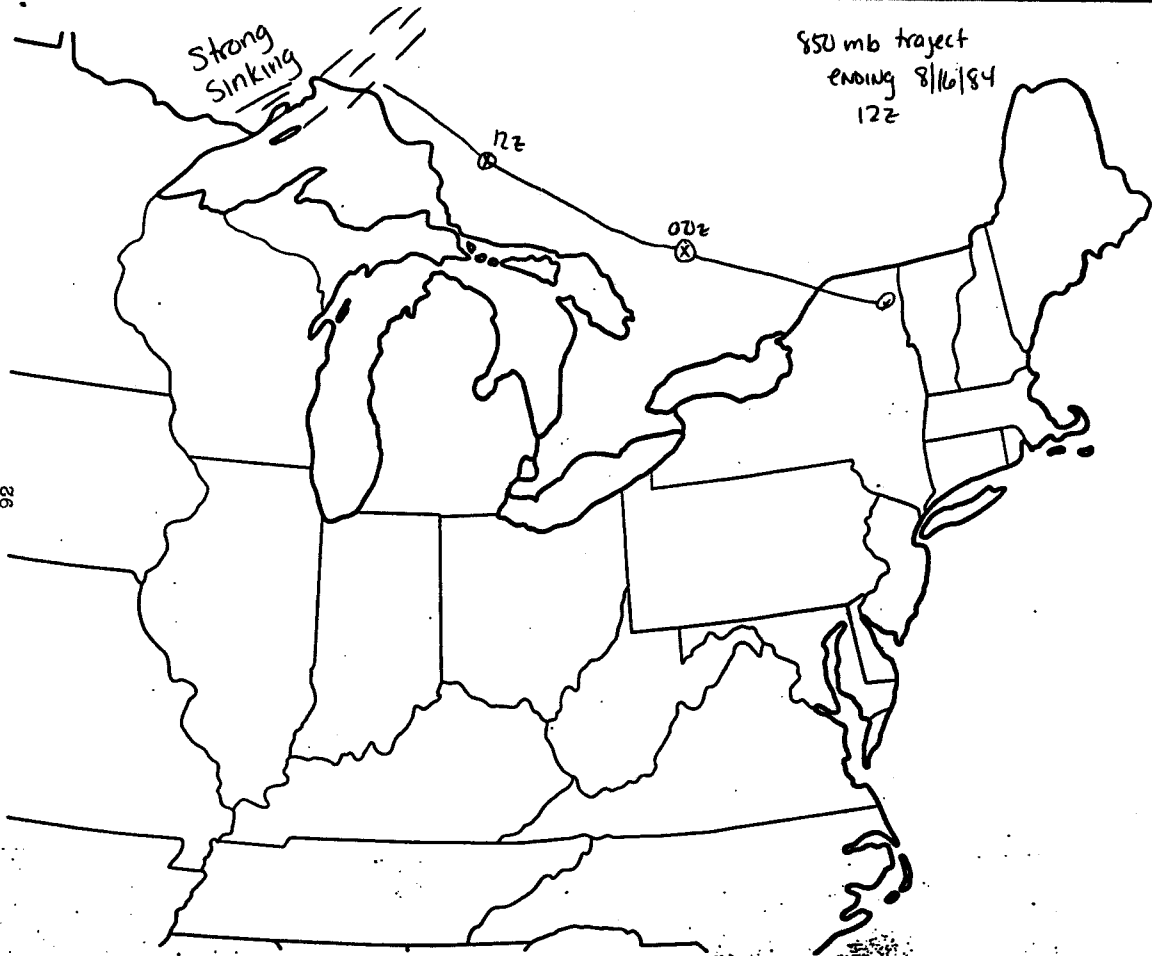 Strong
Sinking
850 mb traject
ENDING 8/16/84
12Z
12z
00z
92